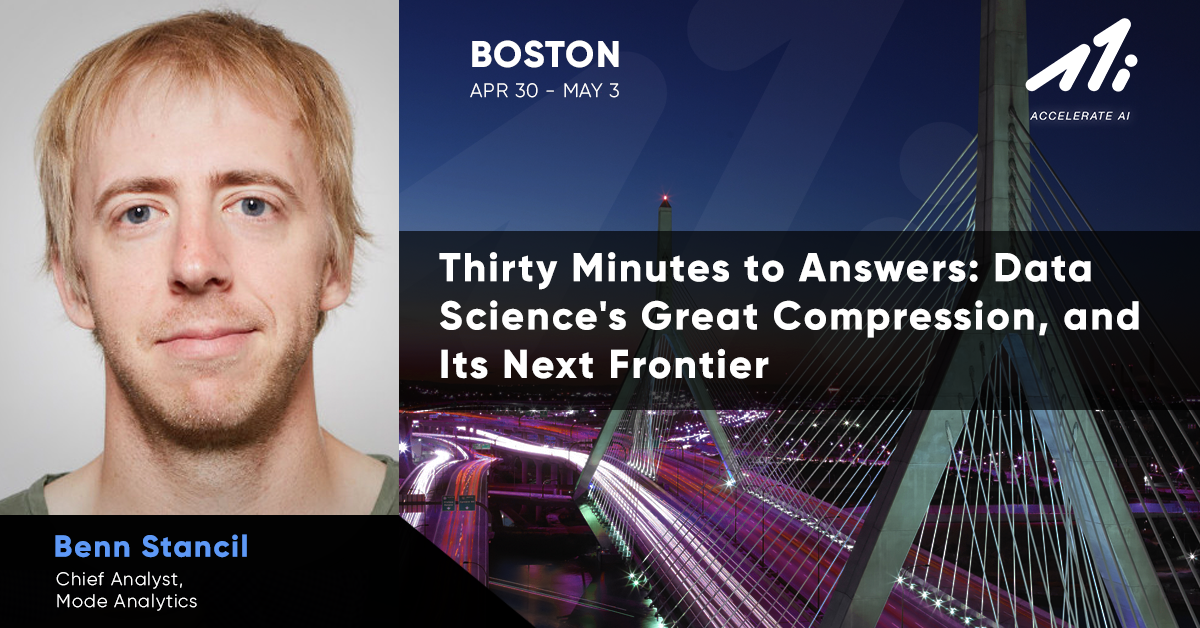 BOSTON
APR 30 - MAY 3
ACCELERATE AI
Thirty Minutes to Answers: Data
Science's Great Compression, and
Its Next Frontier
Benn Stancil
Chief Analyst,
Mode Analytics